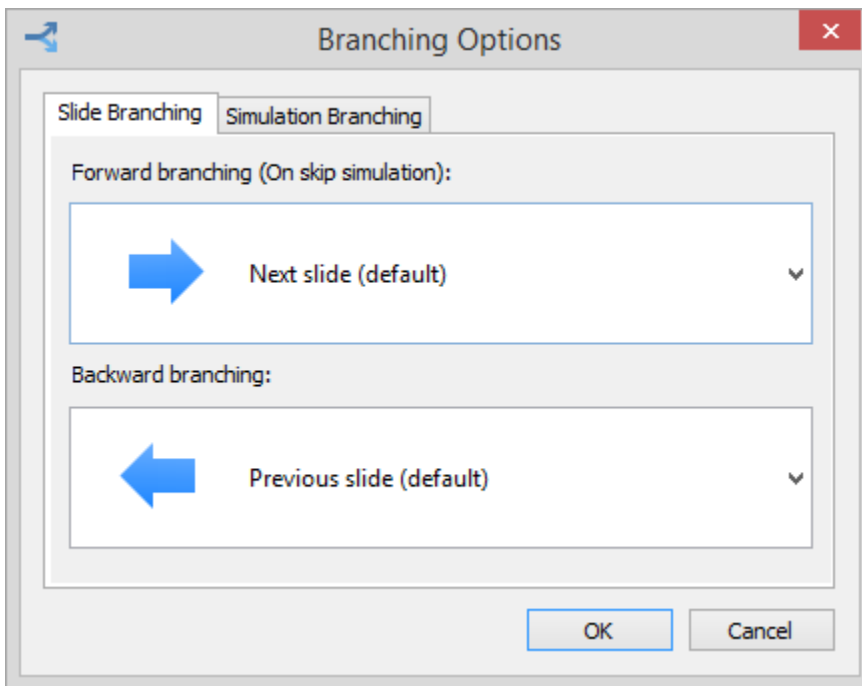 Branching Options
Slide Branching
Simulation Branching
Forward branching (On skip simulation):
Next slide (default)
Backward branching:
Previous slide (default)
OK
Cancel